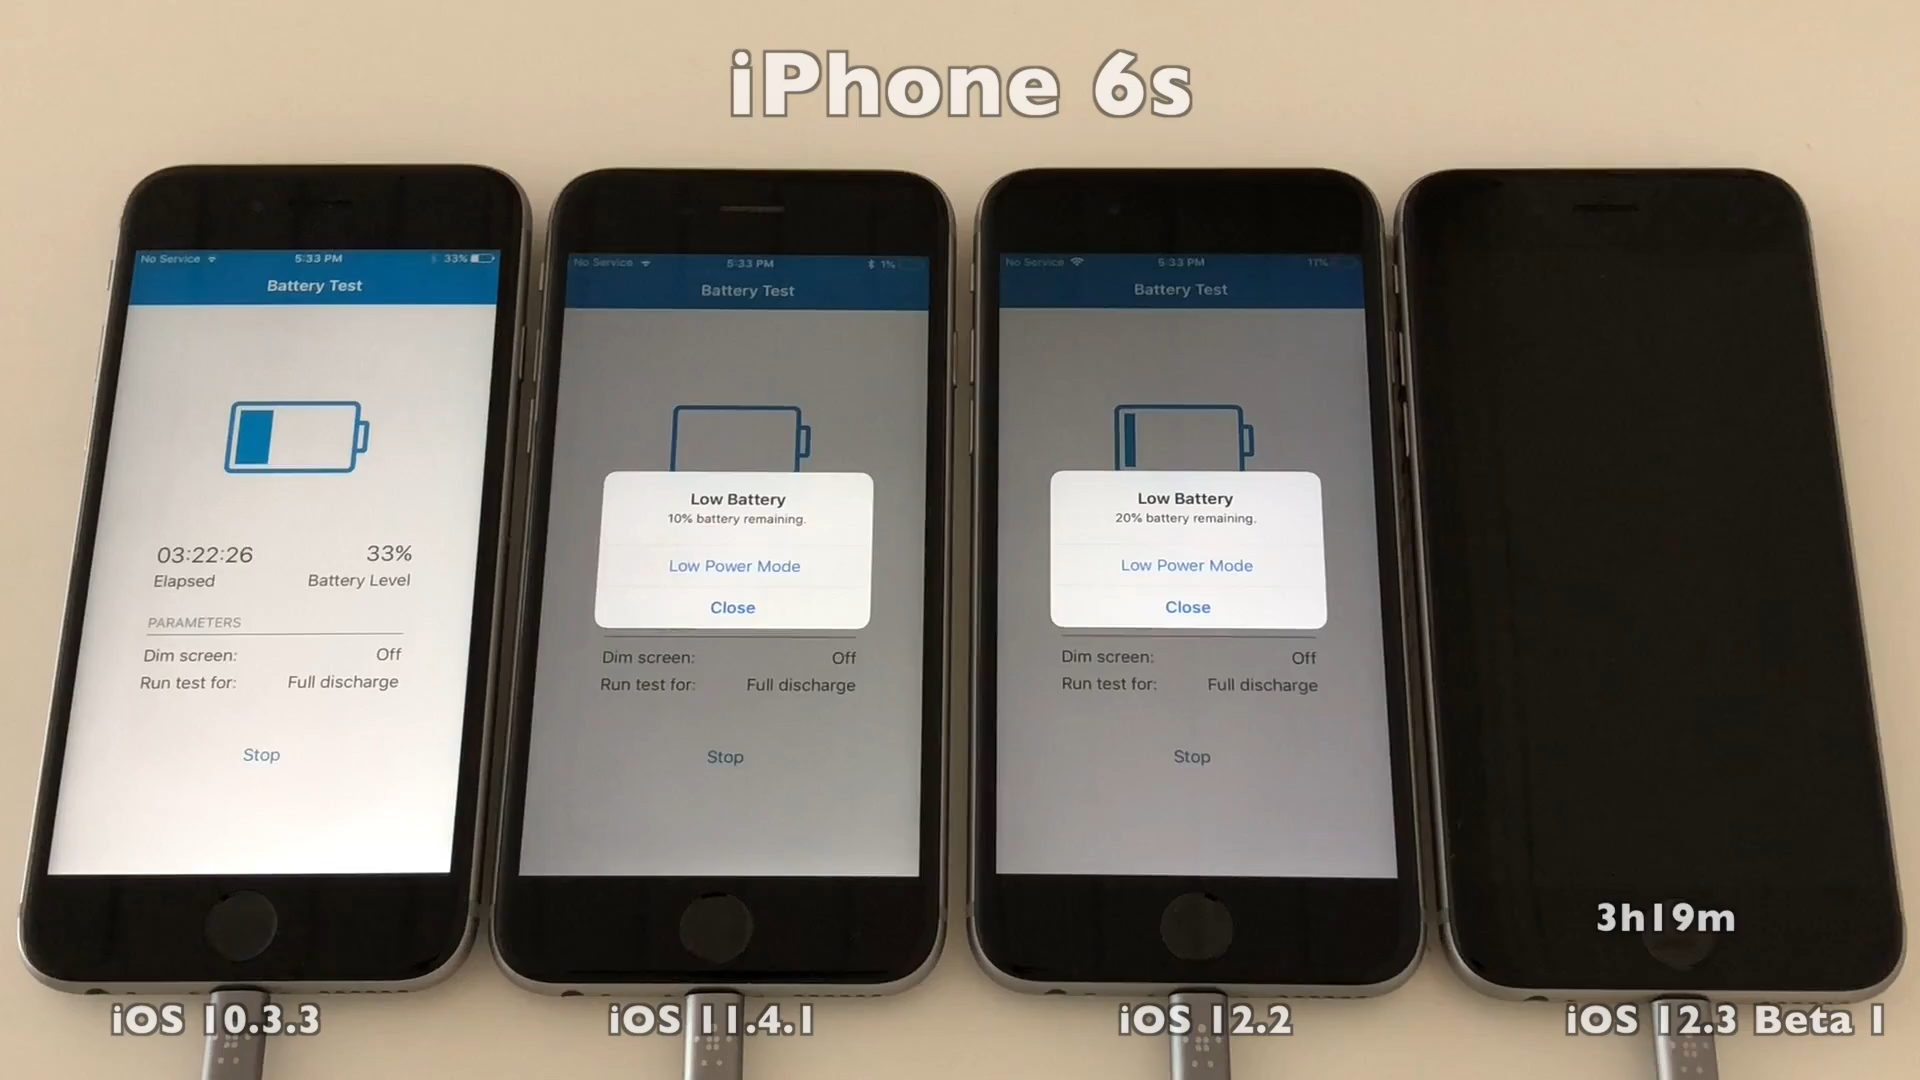 iPhone 6s
No Service 5:33 PM 33%
Battery Test
03:22:26 33%
Elapsed Battery Level
PARAMETERS
Dim screen: Off
Run test for: Full discharge
Stop
iOS 10.3.3
No Service 5:33 PM 1%
Battery Test
Low Battery
10% battery remaining.
Low Power Mode
Close
Dim screen: Off
Run test for: Full discharge
Stop
iOS 11.4.1
No Service 5:33 PM 11%
Battery Test
Low Battery
20% battery remaining.
Low Power Mode
Close
Dim screen: Off
Run test for: Full discharge
Stop
iOS 12.2
3h19m
iOS 12.3 Beta 1